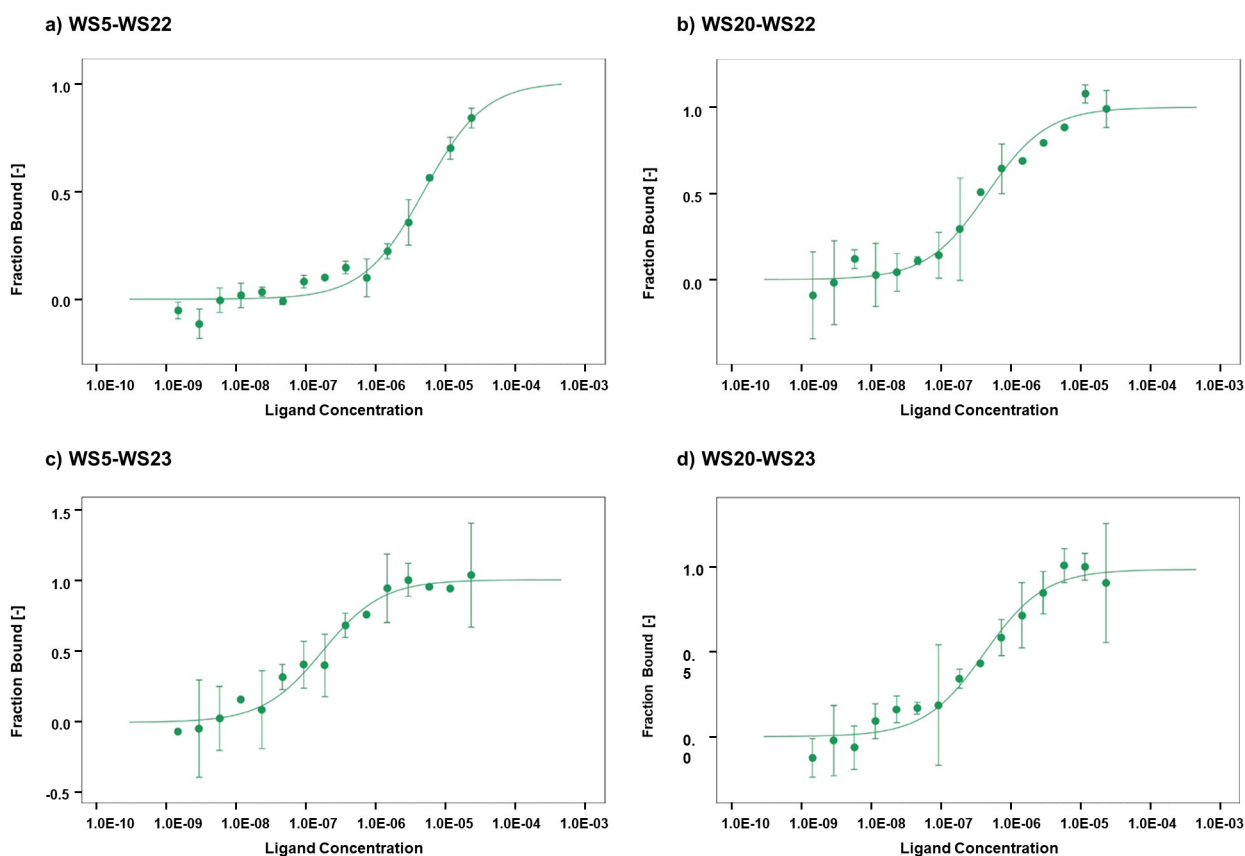 a) WS5-WS22
b) WS20-WS22
Fraction Bound [-]
1.0
0.5
0.0
1.0E-10 1.0E-09 1.0E-08 1.0E-07 1.0E-06 1.0E-05 1.0E-04 1.0E-03
Ligand Concentration
Fraction Bound [-]
1.0
0.5
0.0
1.0E-10 1.0E-09 1.0E-08 1.0E-07 1.0E-06 1.0E-05 1.0E-04 1.0E-03
Ligand Concentration
c) WS5-WS23
d) WS20-WS23
Fraction Bound [-]
1.5
1.0
0.5
0.0
-0.5
1.0E-10 1.0E-09 1.0E-08 1.0E-07 1.0E-06 1.0E-05 1.0E-04 1.0E-03
Ligand Concentration
Fraction Bound [-]
1.0
0.
5
0.
0
1.0E-10 1.0E-09 1.0E-08 1.0E-07 1.0E-06 1.0E-05 1.0E-04 1.0E-03
Ligand Concentration